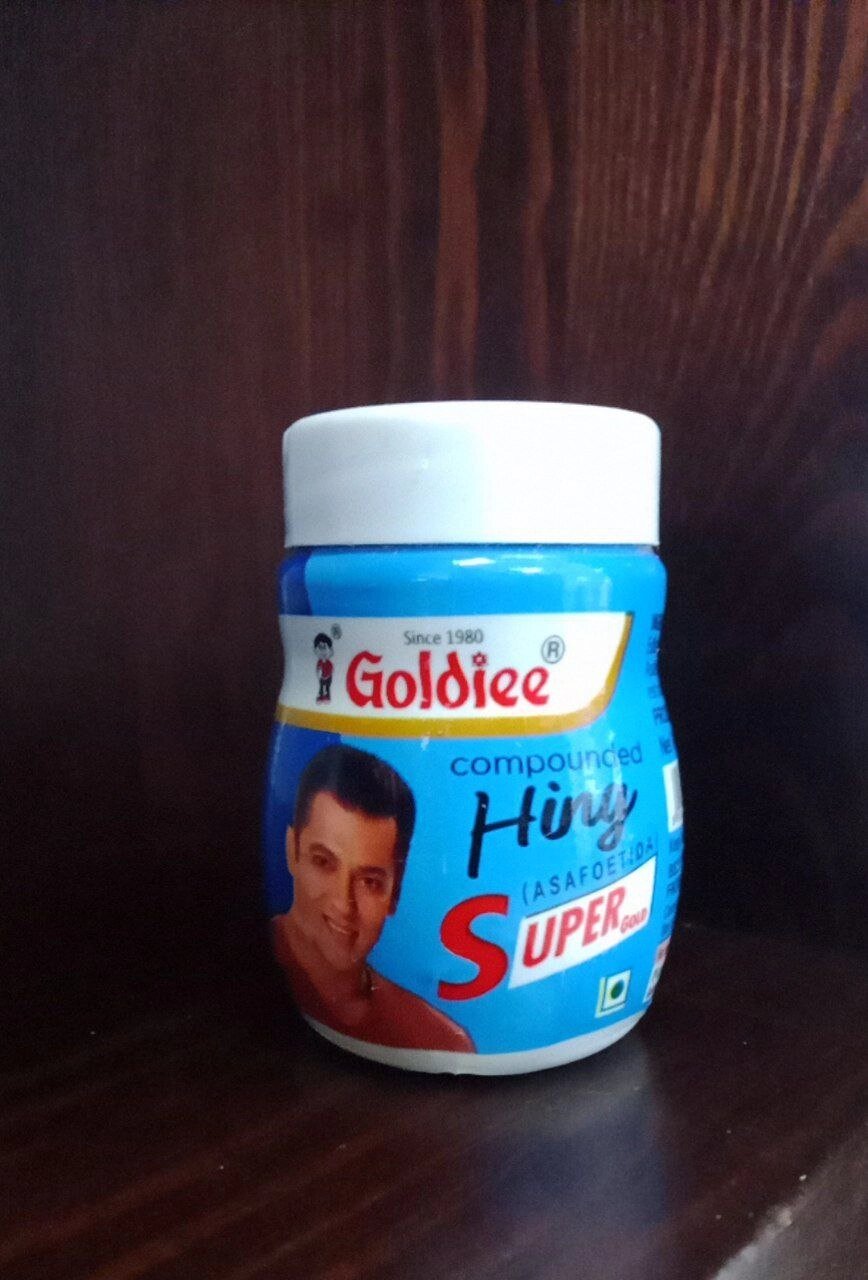 Since 1980
Goldiee®
compounded
Hing
(ASAFOETIDA)
SUPER GOLD